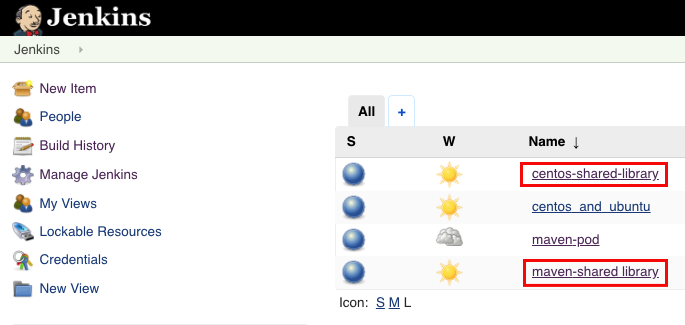 Jenkins
Jenkins
New Item
People
Build History
Manage Jenkins
My Views
Lockable Resources
Credentials
New View
All +
S W Name ↓
centos-shared-library
centos_and_ubuntu
maven-pod
maven-shared library
Icon: S M L